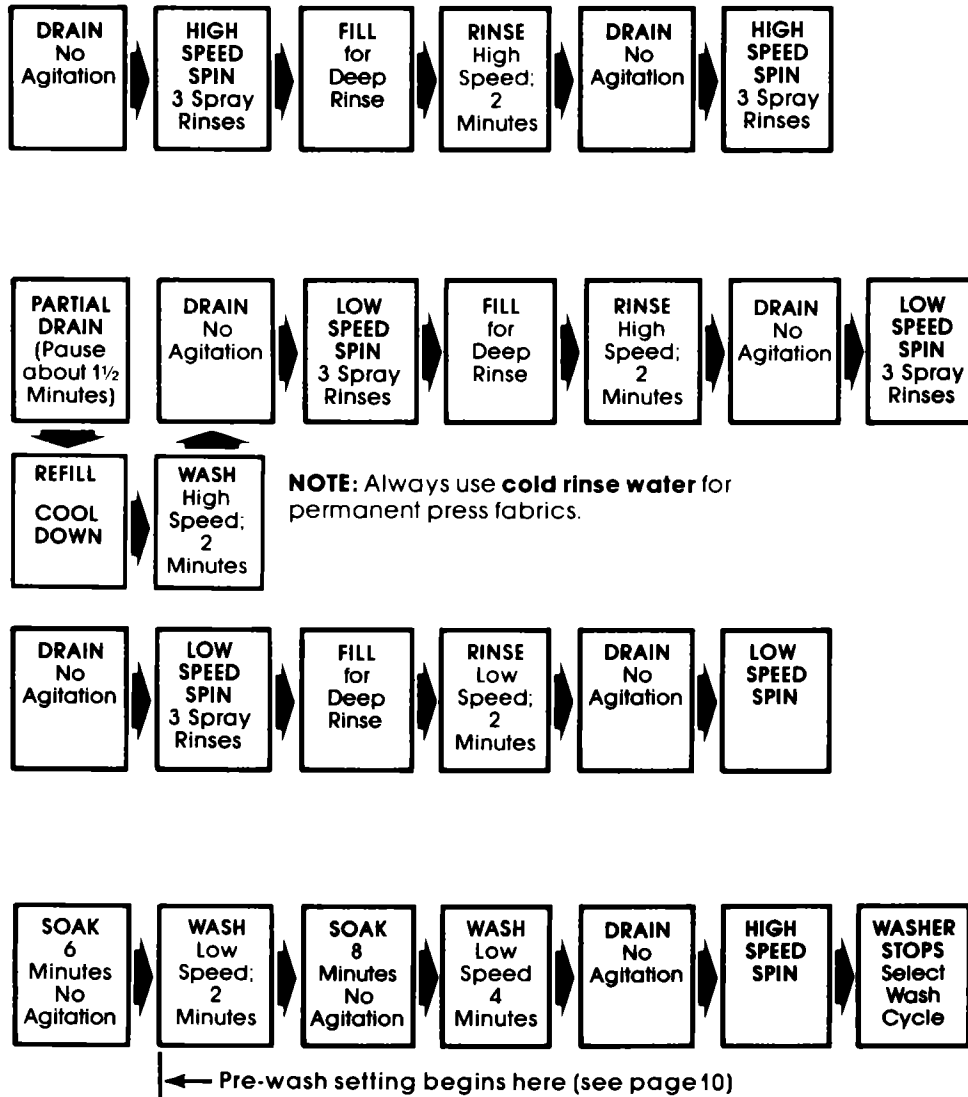 DRAIN
No
Agitation
HIGH
SPEED
SPIN
3 Spray
Rinses
FILL
for
Deep
Rinse
RINSE
High
Speed;
2
Minutes
DRAIN
No
Agitation
HIGH
SPEED
SPIN
3 Spray
Rinses
PARTIAL
DRAIN
(Pause
about 1½
Minutes)
REFILL
COOL
DOWN
WASH
High
Speed;
2
Minutes
DRAIN
No
Agitation
LOW
SPEED
SPIN
3 Spray
Rinses
FILL
for
Deep
Rinse
RINSE
High
Speed;
2
Minutes
DRAIN
No
Agitation
LOW
SPEED
SPIN
3 Spray
Rinses
NOTE: Always use cold rinse water for
permanent press fabrics.
DRAIN
No
Agitation
LOW
SPEED
SPIN
3 Spray
Rinses
FILL
for
Deep
Rinse
RINSE
Low
Speed;
2
Minutes
DRAIN
No
Agitation
LOW
SPEED
SPIN
SOAK
6
Minutes
No
Agitation
WASH
Low
Speed;
2
Minutes
SOAK
8
Minutes
No
Agitation
WASH
Low
Speed
4
Minutes
DRAIN
No
Agitation
HIGH
SPEED
SPIN
WASHER
STOPS
Select
Wash
Cycle
Pre-wash setting begins here (see page 10)